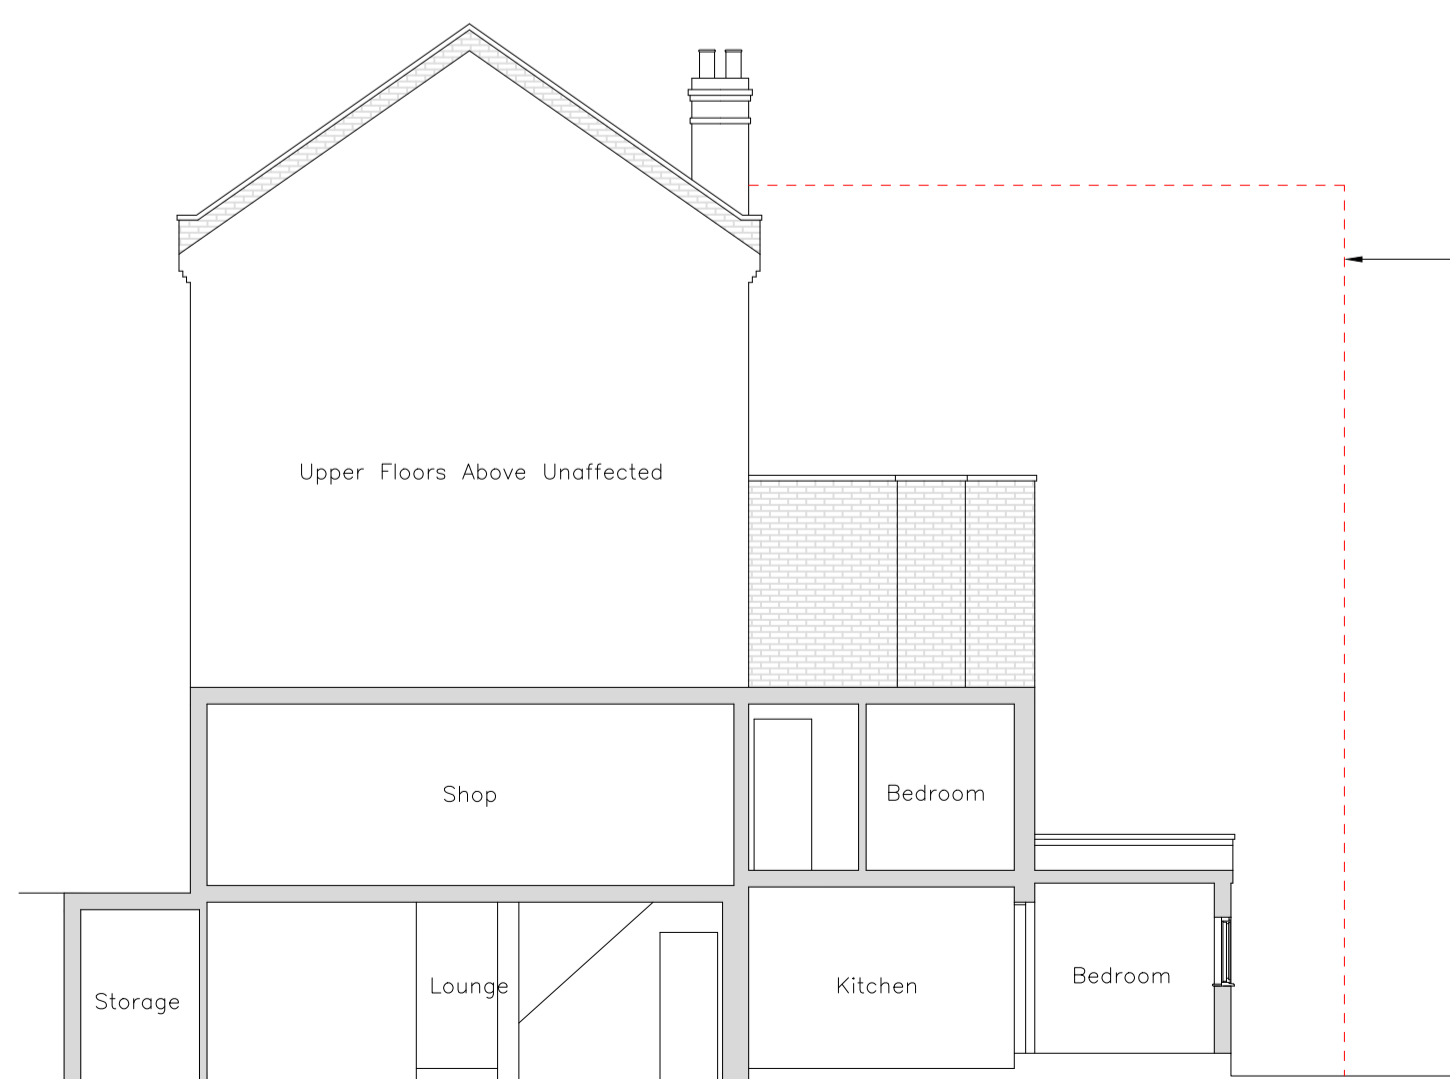 Upper Floors Above Unaffected
Shop
Bedroom
Storage
Lounge
Kitchen
Bedroom